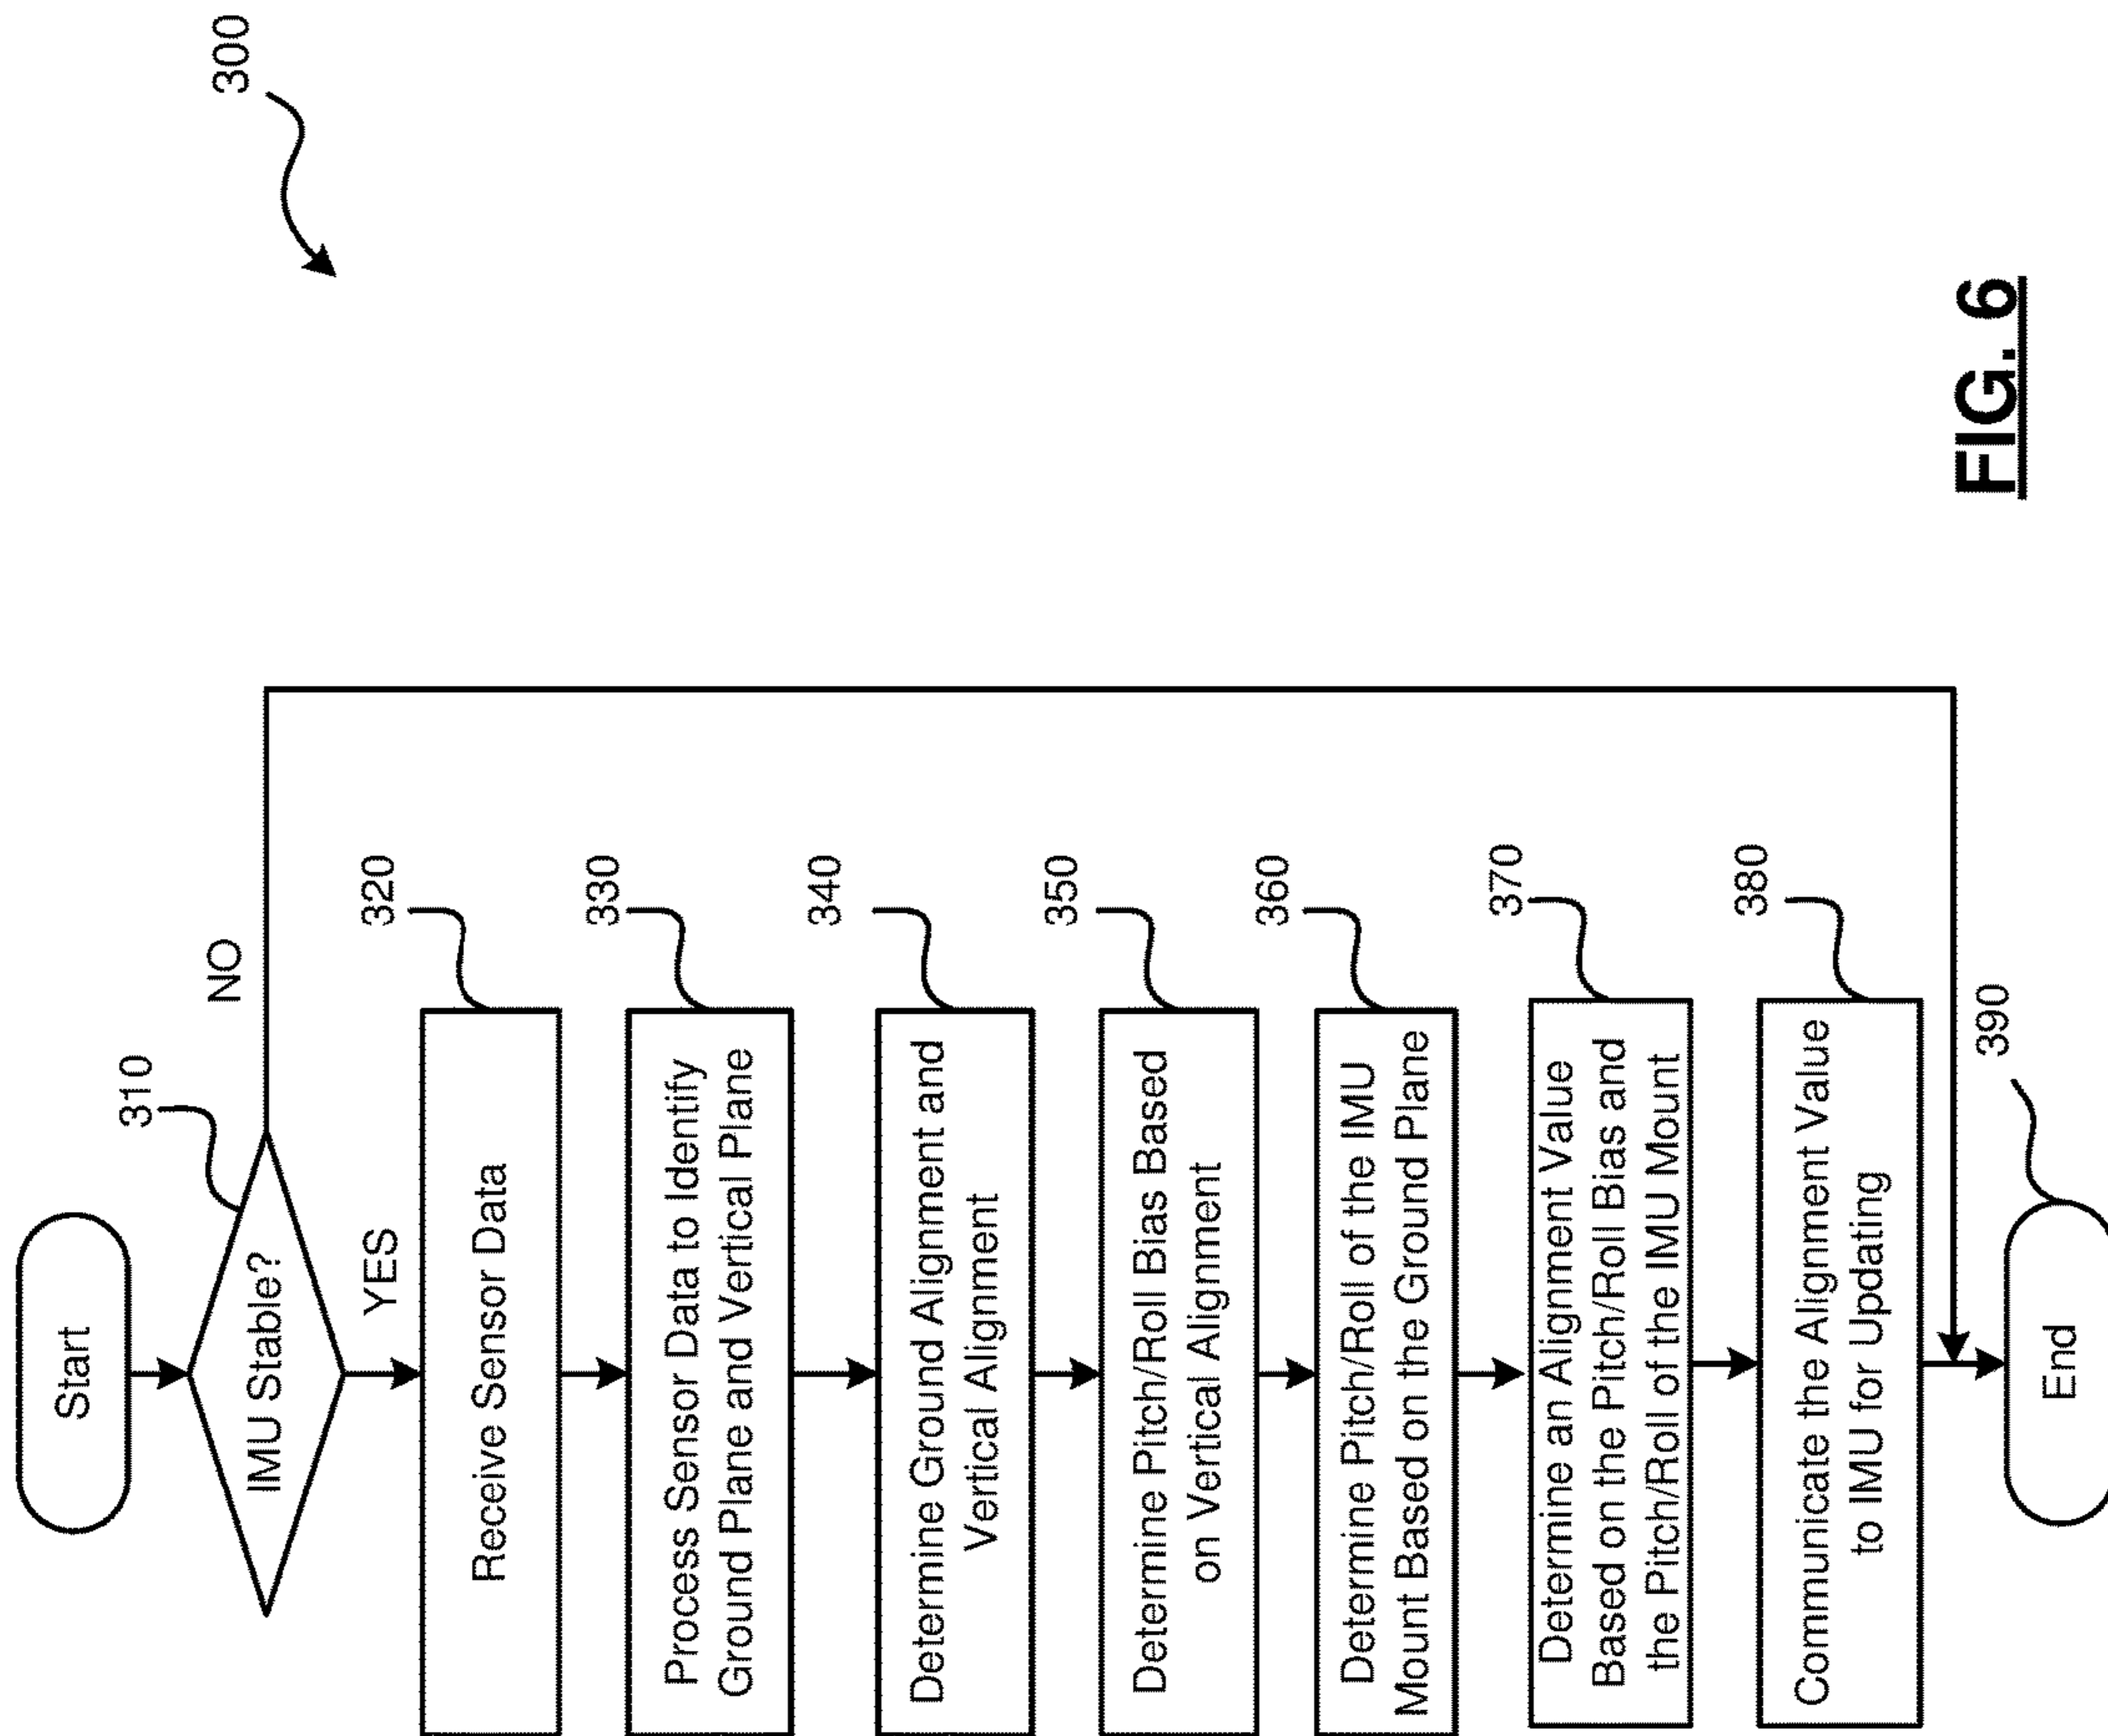 300
Start
310
IMU Stable?
NO
YES
320
Receive Sensor Data
330
Process Sensor Data to Identify
Ground Plane and Vertical Plane
340
Determine Ground Alignment and
Vertical Alignment
350
Determine Pitch/Roll Bias Based
on Vertical Alignment
360
Determine Pitch/Roll of the IMU
Mount Based on the Ground Plane
370
Determine an Alignment Value
Based on the Pitch/Roll Bias and
the Pitch/Roll of the IMU Mount
380
Communicate the Alignment Value
to IMU for Updating
390
End
FIG. 6